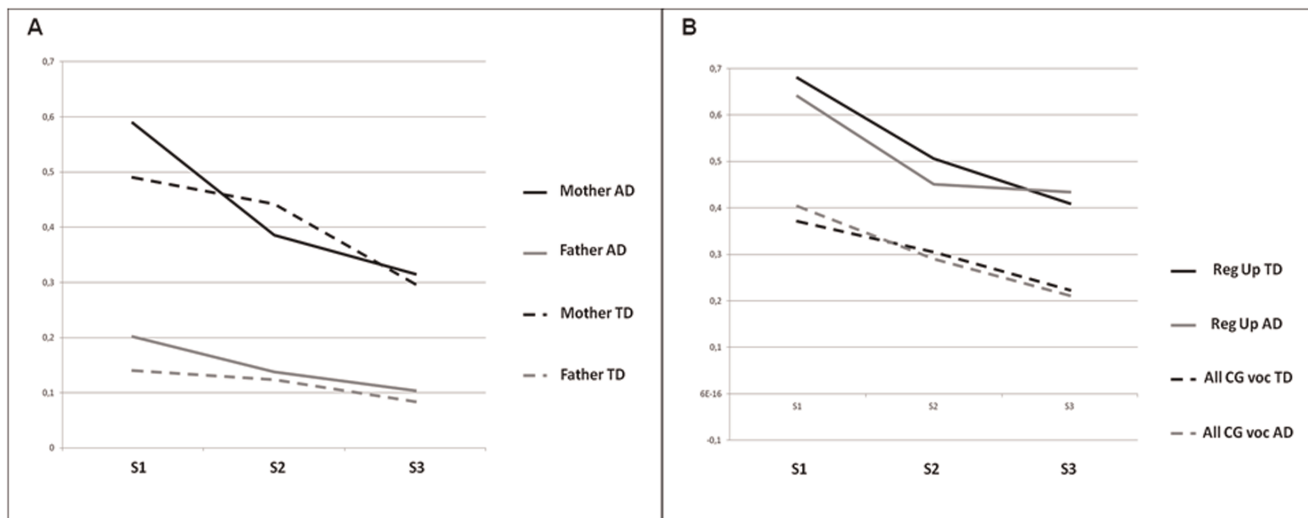 A
0,7
0,6
0,5
0,4
0,3
0,2
0,1
0
S1 S2 S3
Mother AD
Father AD
Mother TD
Father TD
B
0,7
0,6
0,5
0,4
0,3
0,2
0,1
6E-16
-0,1
S1 S2 S3
S1 S2 S3
Reg Up TD
Reg Up AD
All CG voc TD
All CG voc AD